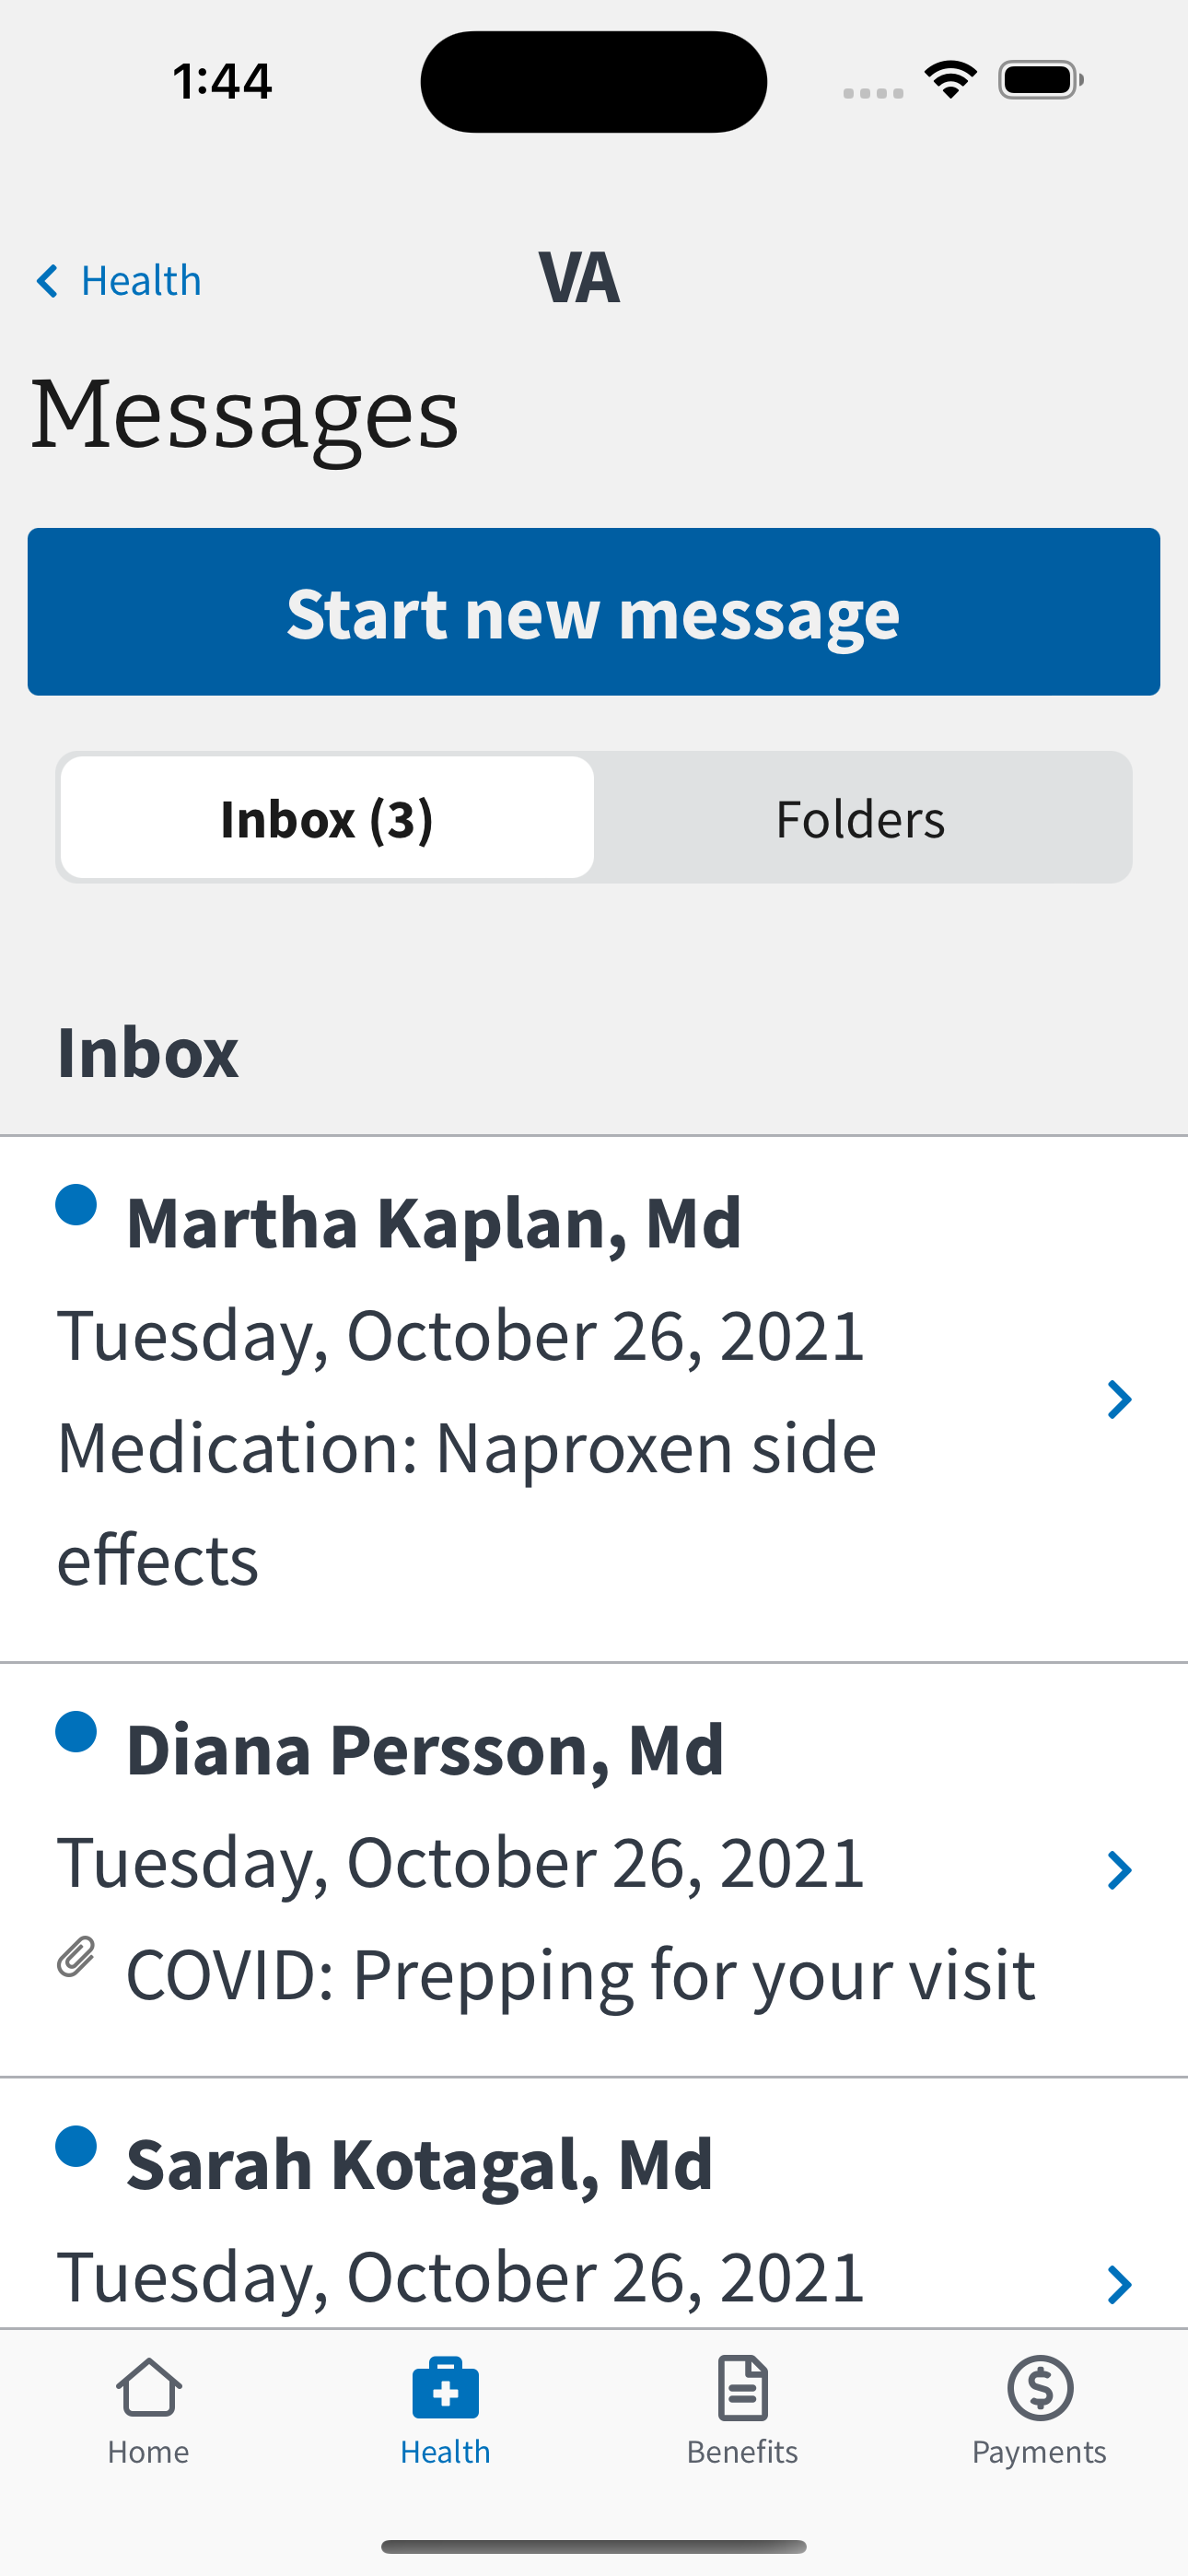 1:44
Health
VA
Messages
Start new message
Inbox (3)
Folders
Inbox
Martha Kaplan, Md
Tuesday, October 26, 2021
Medication: Naproxen side
effects
Diana Persson, Md
Tuesday, October 26, 2021
COVID: Prepping for your visit
Sarah Kotagal, Md
Tuesday, October 26, 2021
Home
Health
Benefits
Payments